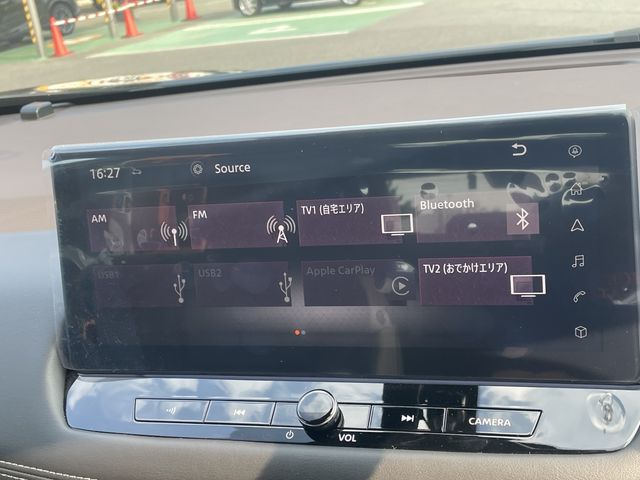 16:27
Source
AM
FM
TV1 (自宅エリア)
Bluetooth
USB1
USB2
Apple CarPlay
TV2 (おでかけエリア)
VOL
CAMERA